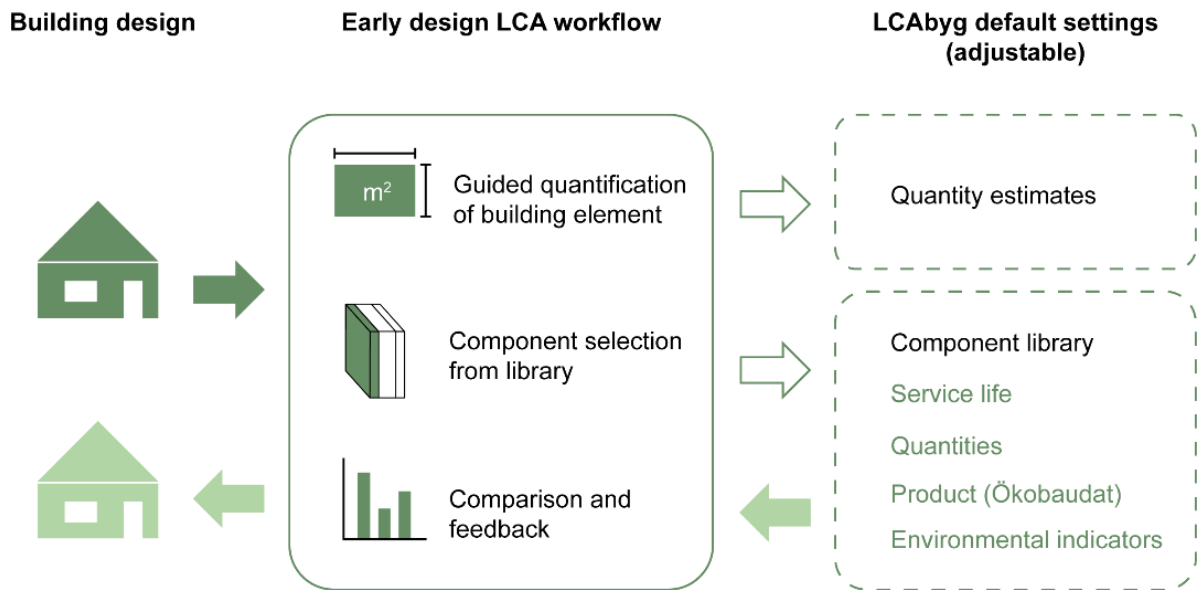 Building design
Early design LCA workflow
LCAbyg default settings
(adjustable)
m²
Guided quantification
of building element
Quantity estimates
Component selection
from library
Component library
Service life
Quantities
Product (Ökobaudat)
Environmental indicators
Comparison and
feedback